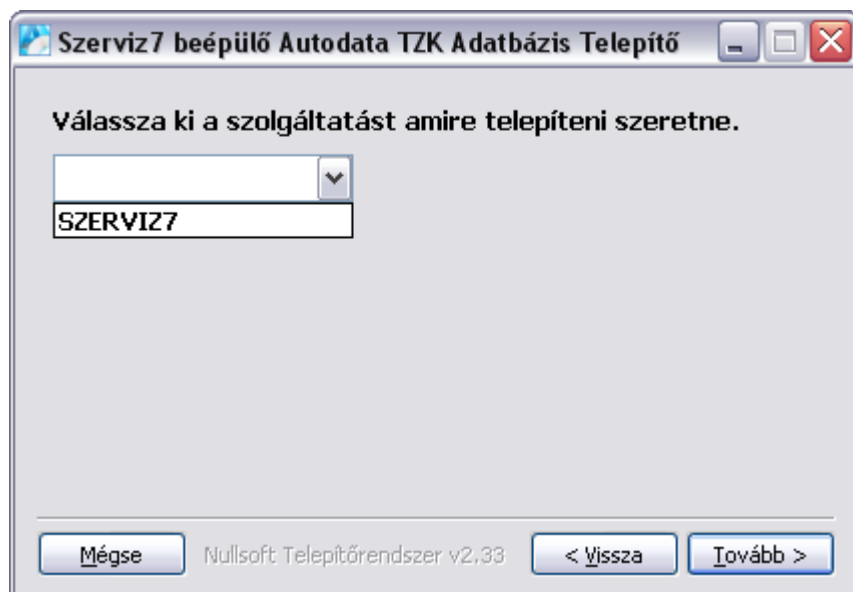 Szerviz7 beépülő Autodata TZK Adatbázis Telepítő
Válassza ki a szolgáltatást amire telepíteni szeretne.
SZERVIZ7
Mégse
Nullsoft Telepítőrendszer v2.33
< Vissza
Tovább >